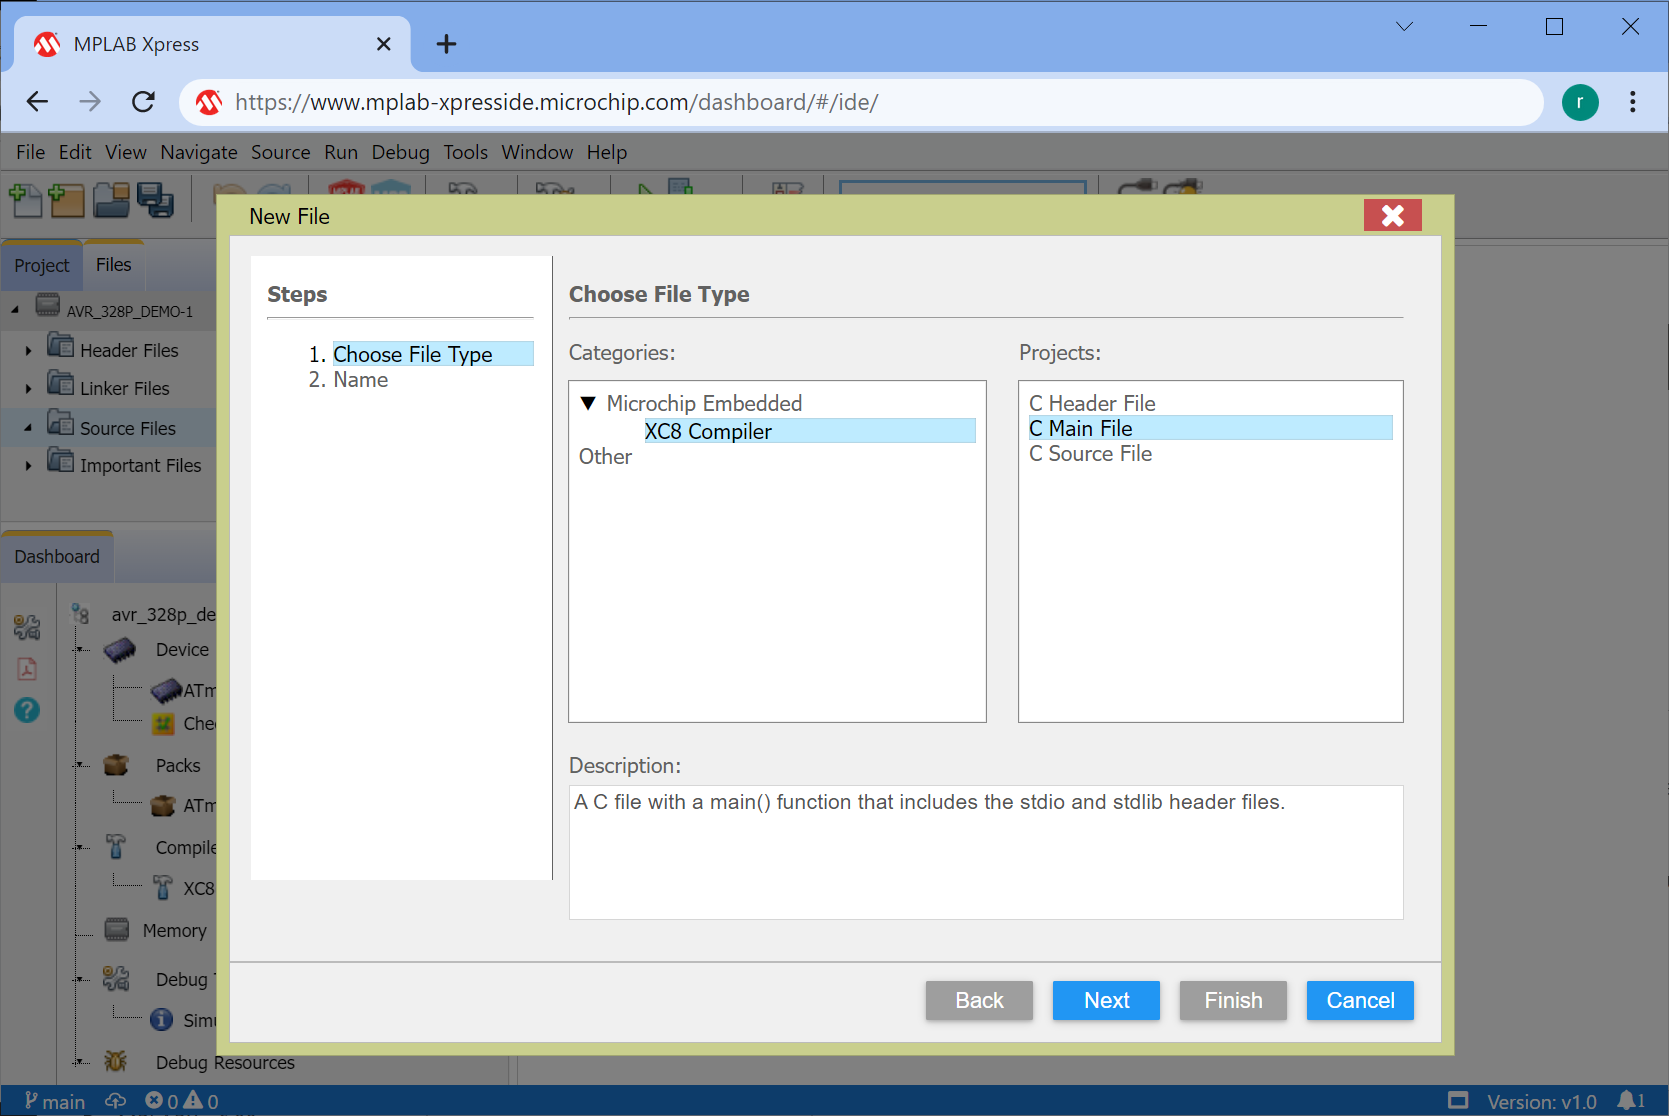 MPLAB Xpress
https://www.mplab-xpresside.microchip.com/dashboard/#/ide/
r
File Edit View Navigate Source Run Debug Tools Window Help
New File
Project Files
AVR_328P_DEMO-1
Header Files
Linker Files
Source Files
Important Files
Steps
1. Choose File Type
2. Name
Choose File Type
Categories:
Microchip Embedded
XC8 Compiler
Other
Projects:
C Header File
C Main File
C Source File
Description:
A C file with a main() function that includes the stdio and stdlib header files.
Back Next Finish Cancel
Dashboard
avr_328p_de
Device
ATm
Che
Packs
ATm
Compile
XC8
Memory
Debug T
Simu
Debug Resources
main 0 0
Version: v1.0 1